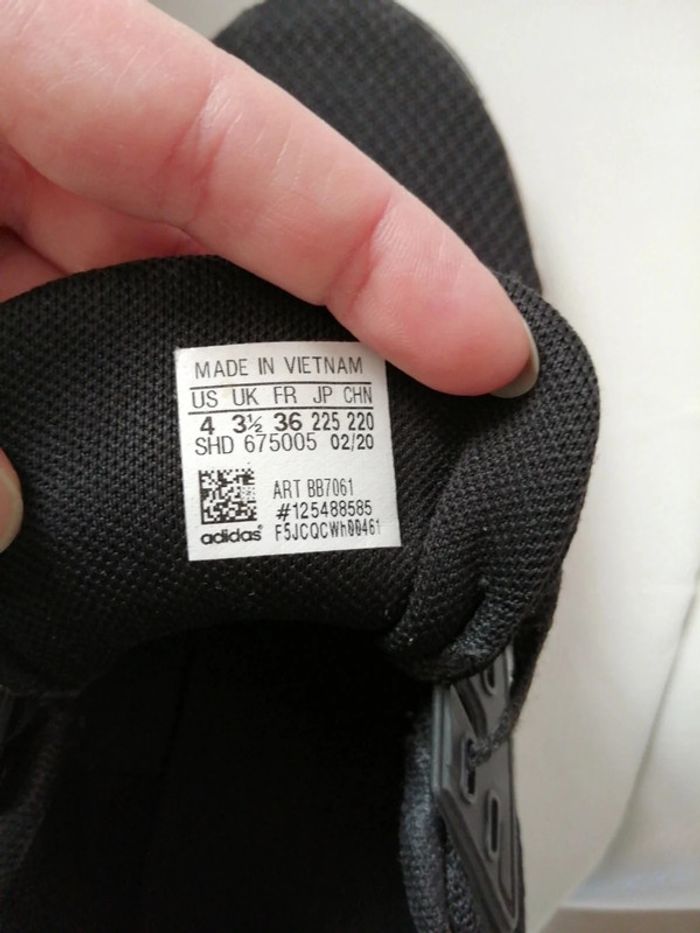 MADE IN VIETNAM
US UK FR JP CHN
4 3½ 36 225 220
SHD 675005 02/20
ART BB7061
#125488585
adidas® F5JCQCWh00461